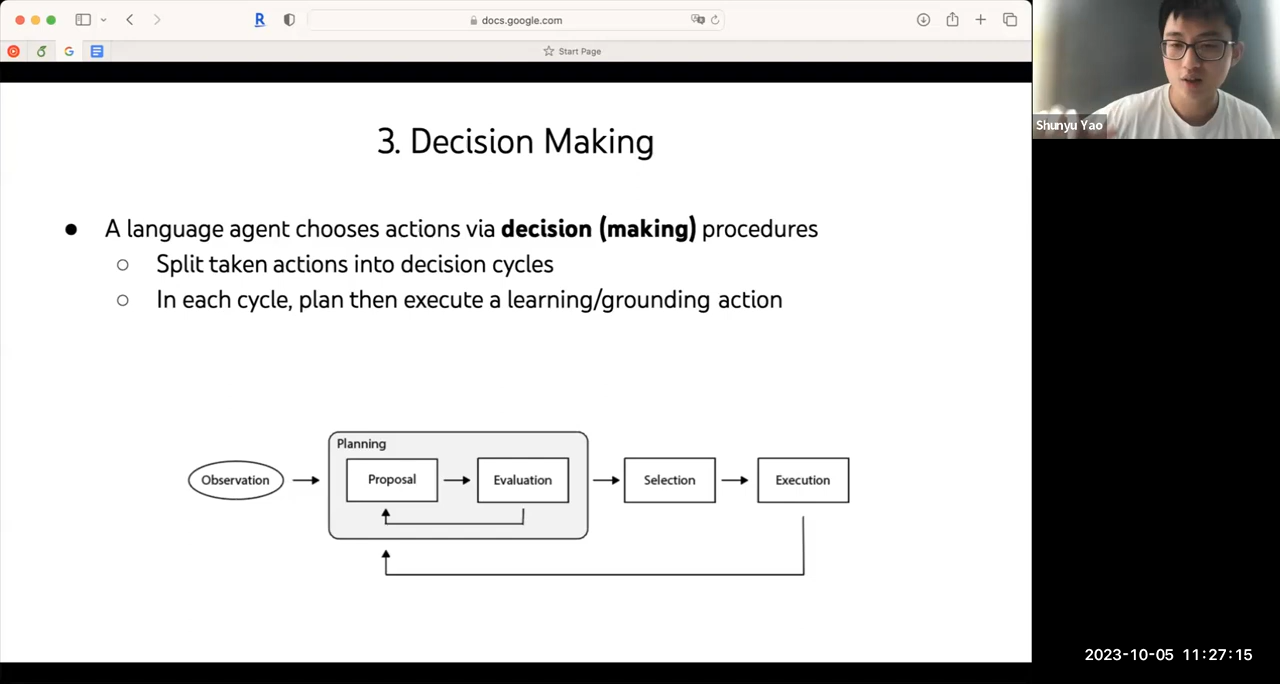 docs.google.com
Start Page
Shunyu Yao
3. Decision Making
● A language agent chooses actions via decision (making) procedures
○ Split taken actions into decision cycles
○ In each cycle, plan then execute a learning/grounding action
Planning
Observation
Proposal
Evaluation
Selection
Execution
2023-10-05 11:27:15